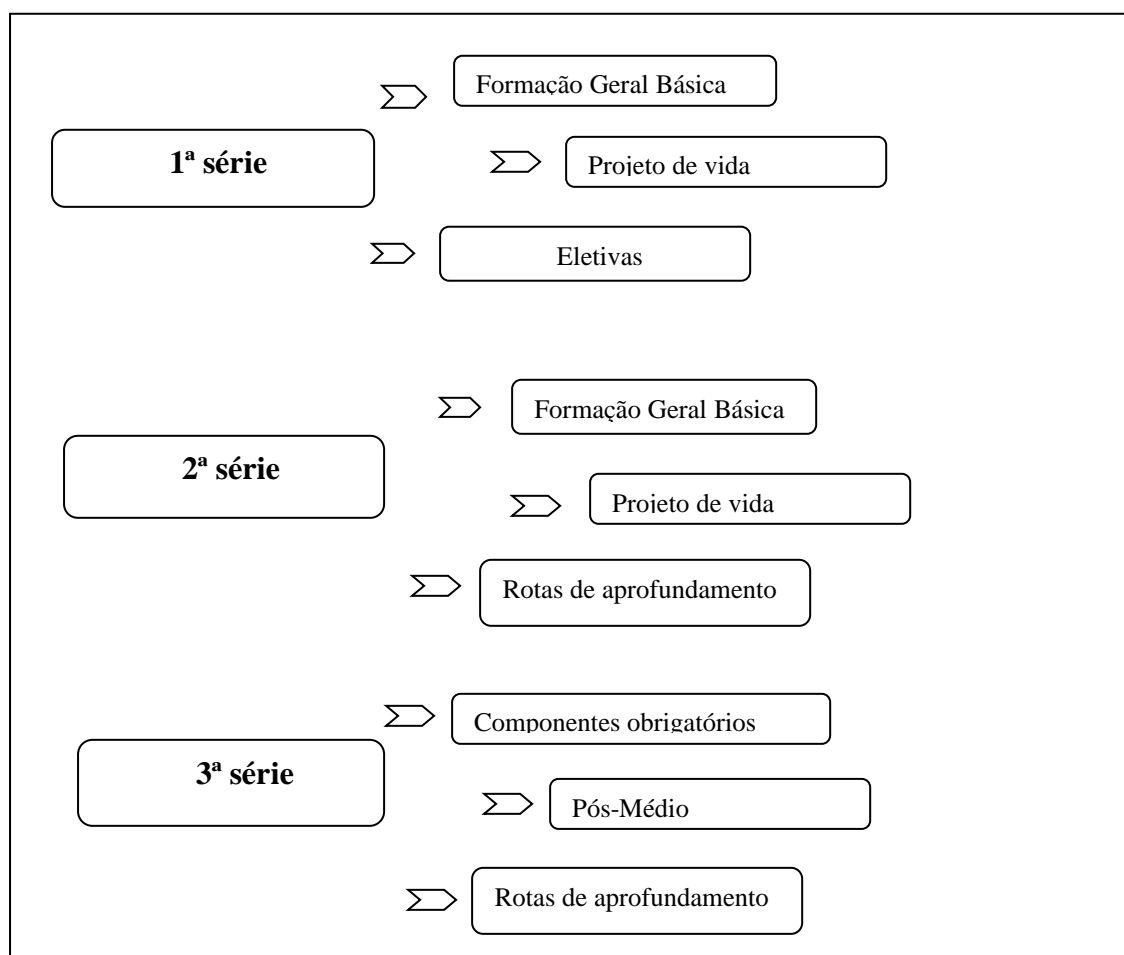 Formação Geral Básica
1ª série
Projeto de vida
Eletivas
Formação Geral Básica
2ª série
Projeto de vida
Rotas de aprofundamento
Componentes obrigatórios
3ª série
Pós-Médio
Rotas de aprofundamento